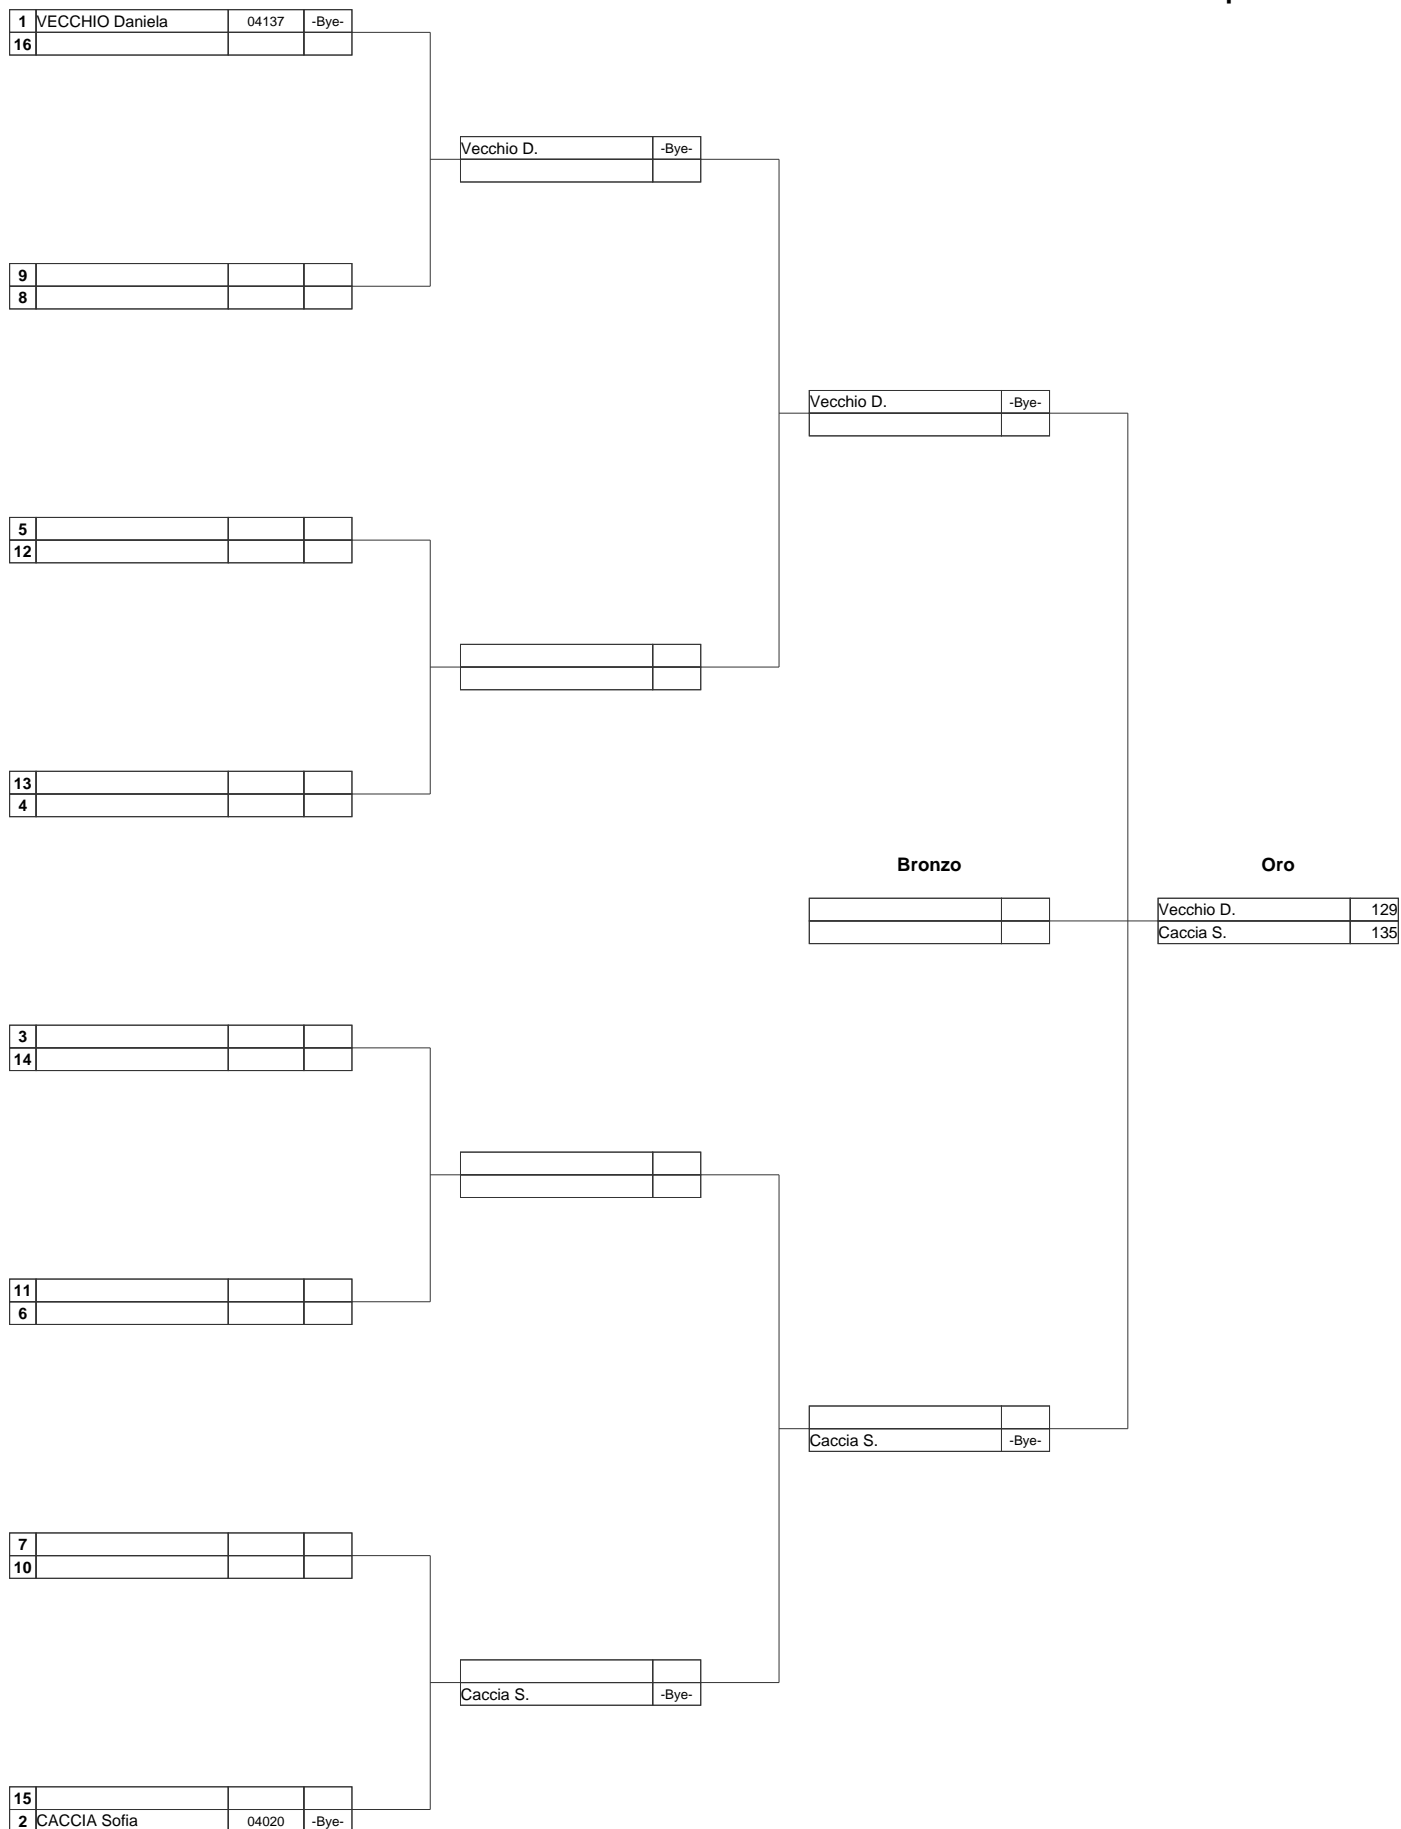 1 VECCHIO Daniela 04137 -Bye-
16
Vecchio D. -Bye-
9
8
Vecchio D. -Bye-
5
12
13
4
Bronzo Oro
Vecchio D. 129
Caccia S. 135
3
14
11
6
Caccia S. -Bye-
7
10
Caccia S. -Bye-
15
2 CACCIA Sofia 04020 -Bye-